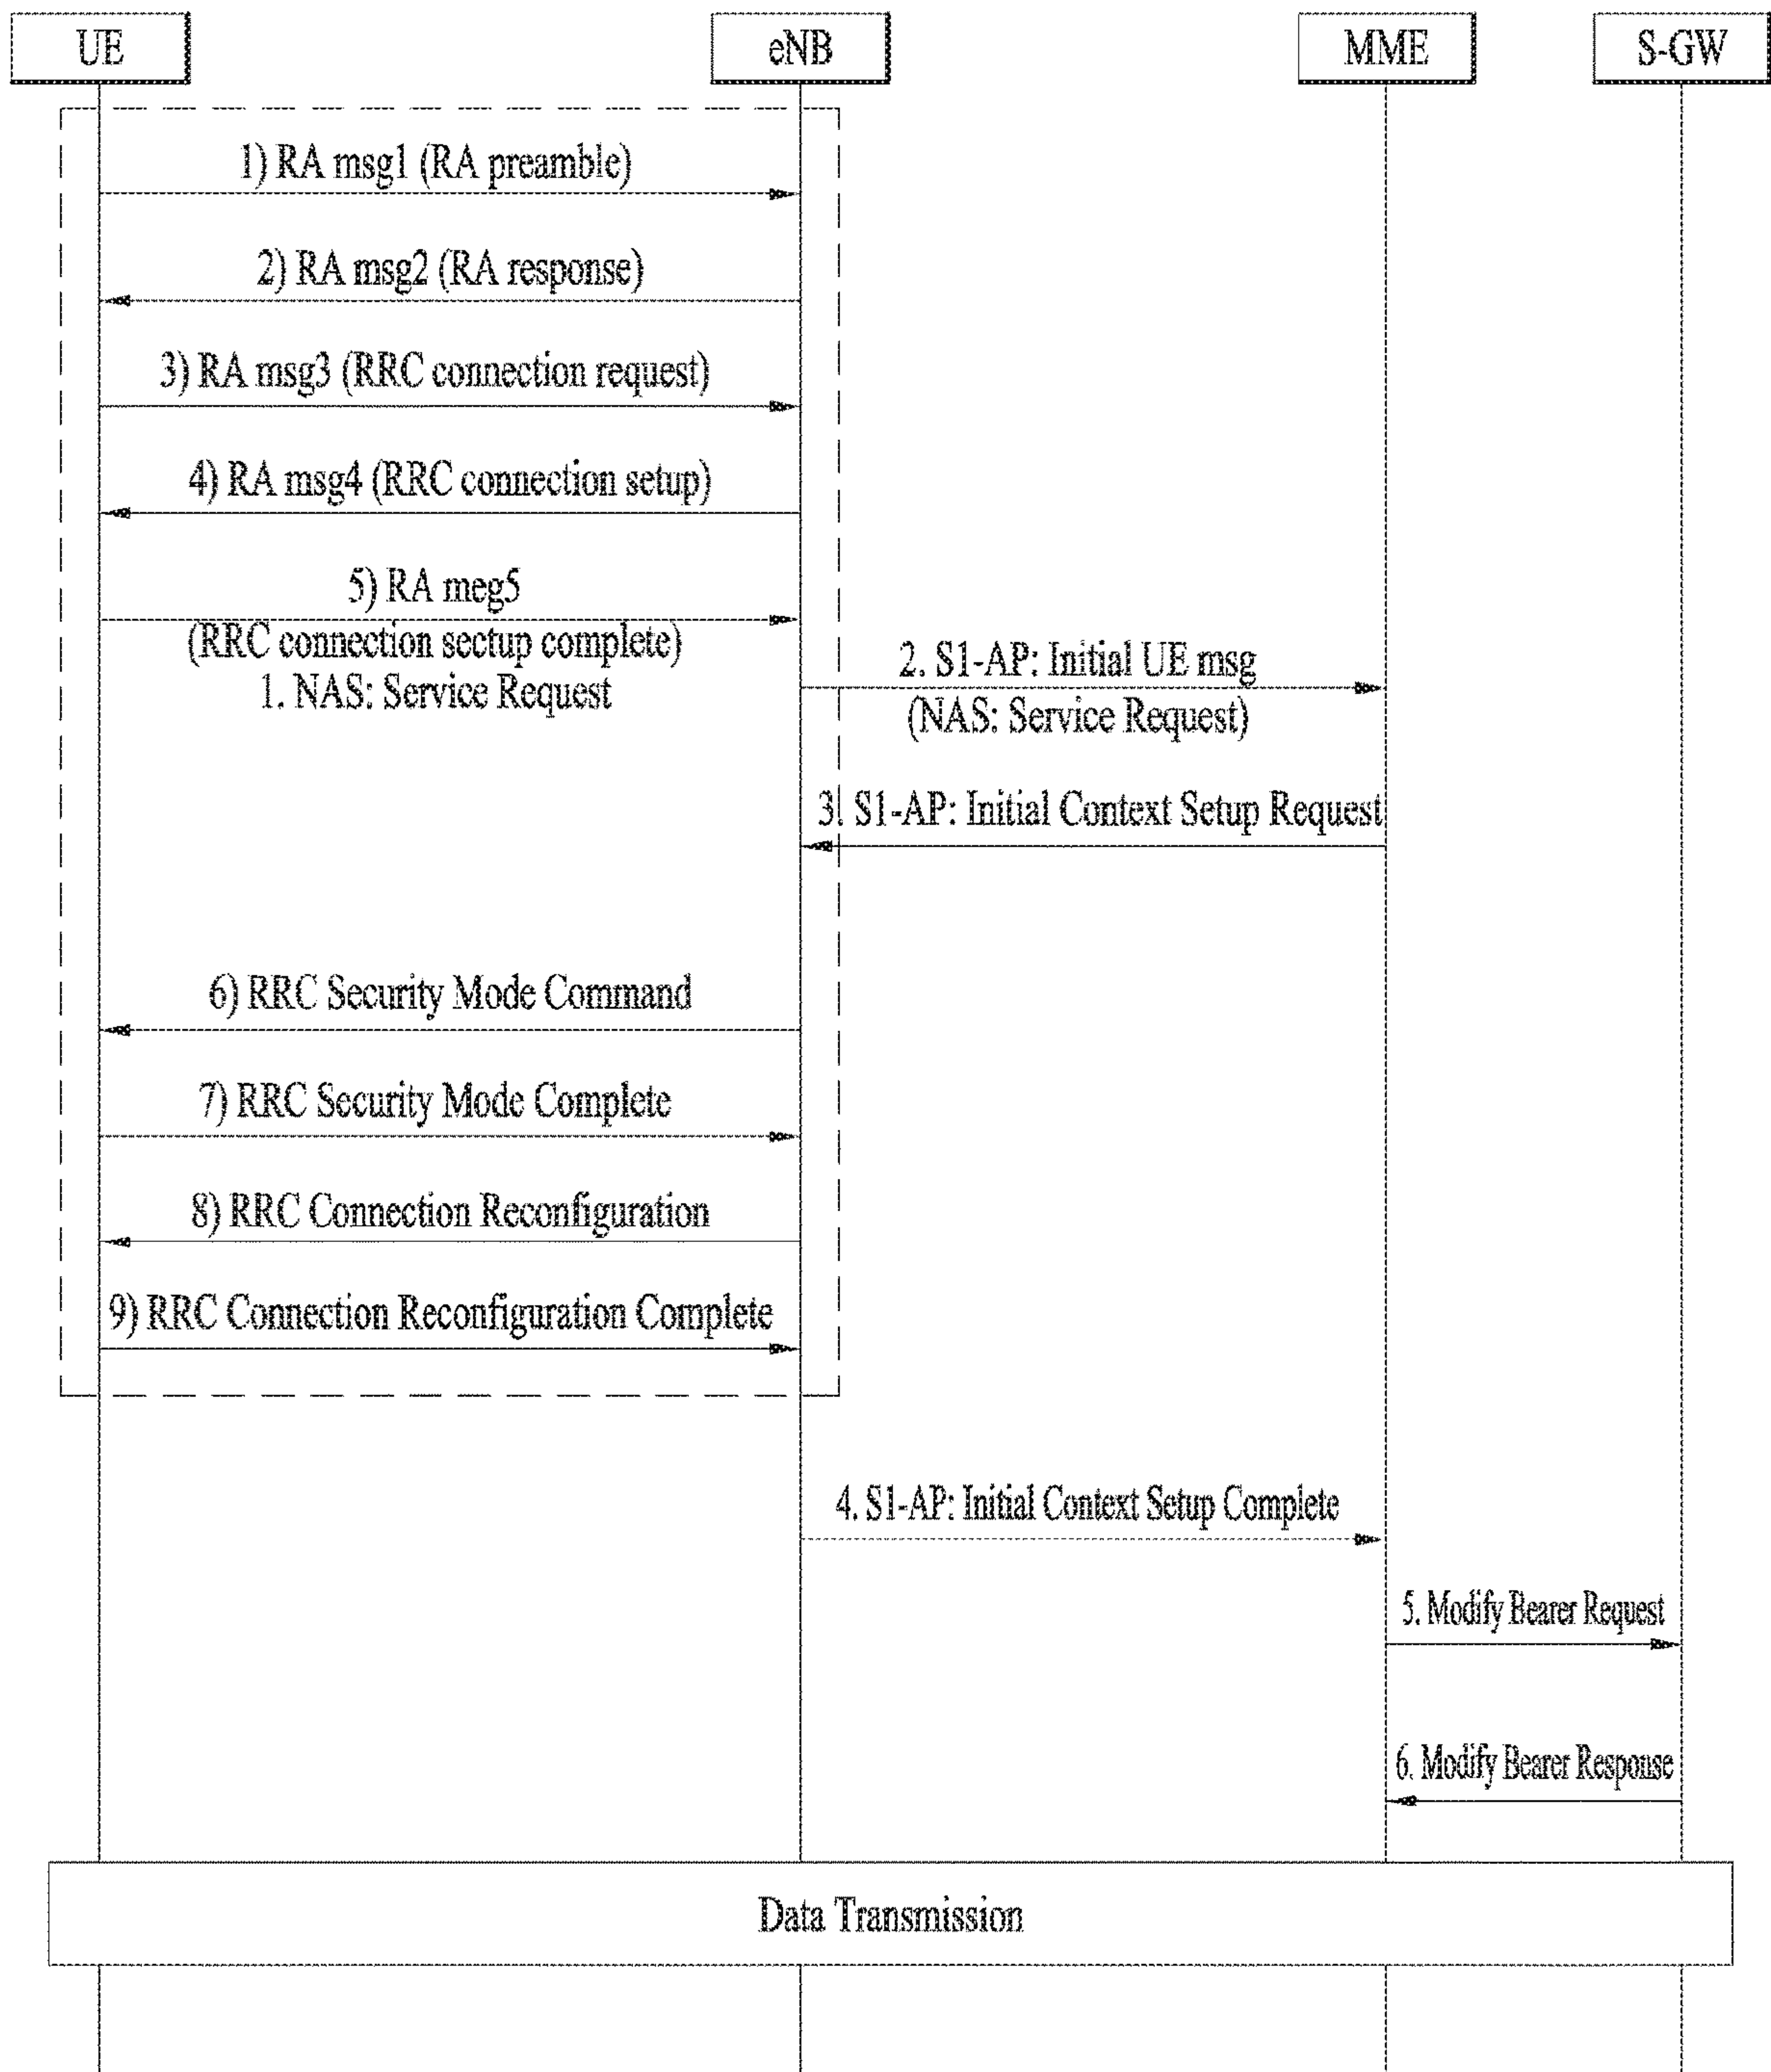 UE
eNB
MME
S-GW
1) RA msg1 (RA preamble)
2) RA msg2 (RA response)
3) RA msg3 (RRC connection request)
4) RA msg4 (RRC connection setup)
5) RA meg5
(RRC connection sectup complete)
1. NAS: Service Request
2. S1-AP: Initial UE msg
(NAS: Service Request)
3. S1-AP: Initial Context Setup Request
6) RRC Security Mode Command
7) RRC Security Mode Complete
8) RRC Connection Reconfiguration
9) RRC Connection Reconfiguration Complete
4. S1-AP: Initial Context Setup Complete
5. Modify Bearer Request
6. Modify Bearer Response
Data Transmission